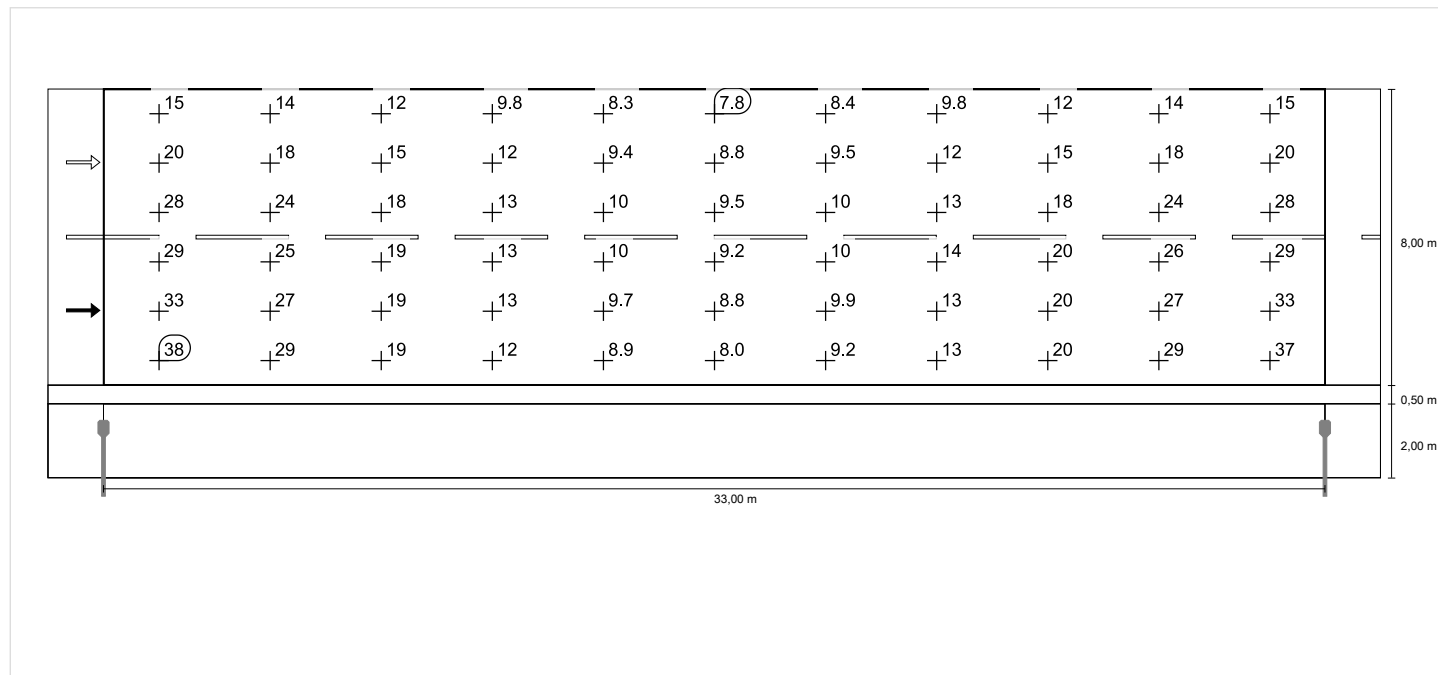 15 14 12 9.8 8.3 7.8 8.4 9.8 12 14 15
20 18 15 12 9.4 8.8 9.5 12 15 18 20
28 24 18 13 10 9.5 10 13 18 24 28
8,00 m
29 25 19 13 10 9.2 10 14 20 26 29
33 27 19 13 9.7 8.8 9.9 13 20 27 33
38 29 19 12 8.9 8.0 9.2 13 20 29 37
0,50 m
2,00 m
33,00 m